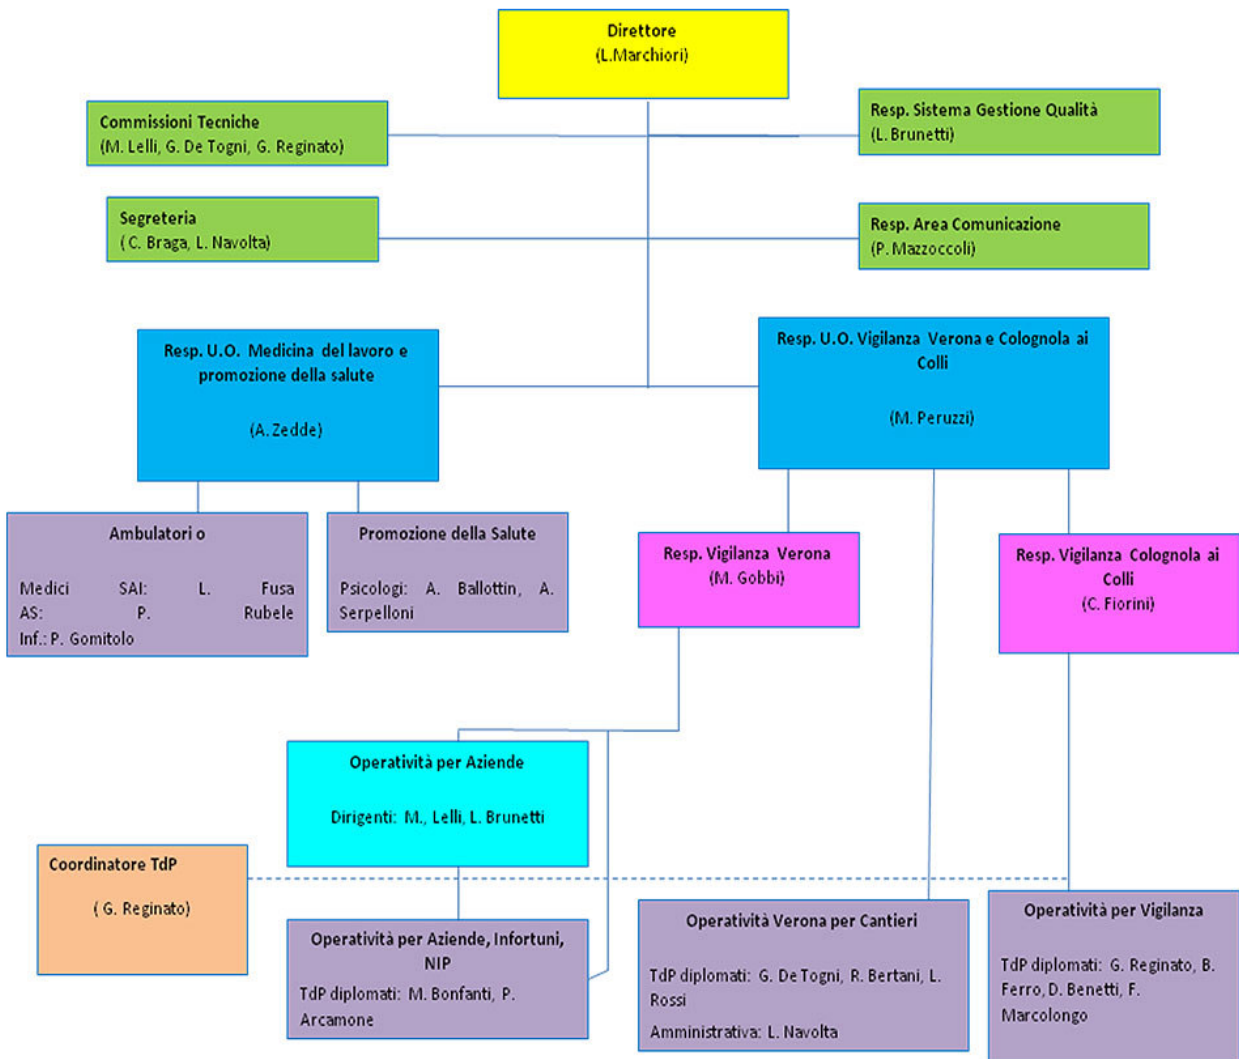 Direttore
(L.Marchiori)
Commissioni Tecniche
(M. Lelli, G. De Togni, G. Reginato)
Resp. Sistema Gestione Qualità
(L. Brunetti)
Segreteria
( C. Braga, L. Navolta)
Resp. Area Comunicazione
(P. Mazzoccoli)
Resp. U.O. Medicina del lavoro e
promozione della salute
(A. Zedde)
Resp. U.O. Vigilanza Verona e Colognola ai
Colli
(M. Peruzzi)
Ambulatori o
Medici SAI: L. Fusa
AS: P. Rubele
Inf.: P. Gomitolo
Promozione della Salute
Psicologi: A. Ballottin, A.
Serpelloni
Resp. Vigilanza Verona
(M. Gobbi)
Resp. Vigilanza Colognola ai
Colli
(C. Fiorini)
Operatività per Aziende
Dirigenti: M., Lelli, L. Brunetti
Coordinatore TdP
( G. Reginato)
Operatività per Aziende, Infortuni,
NIP
TdP diplomati: M. Bonfanti, P.
Arcamone
Operatività Verona per Cantieri
TdP diplomati: G. De Togni, R. Bertani, L.
Rossi
Amministrativa: L. Navolta
Operatività per Vigilanza
TdP diplomati: G. Reginato, B.
Ferro, D. Benetti, F.
Marcolongo